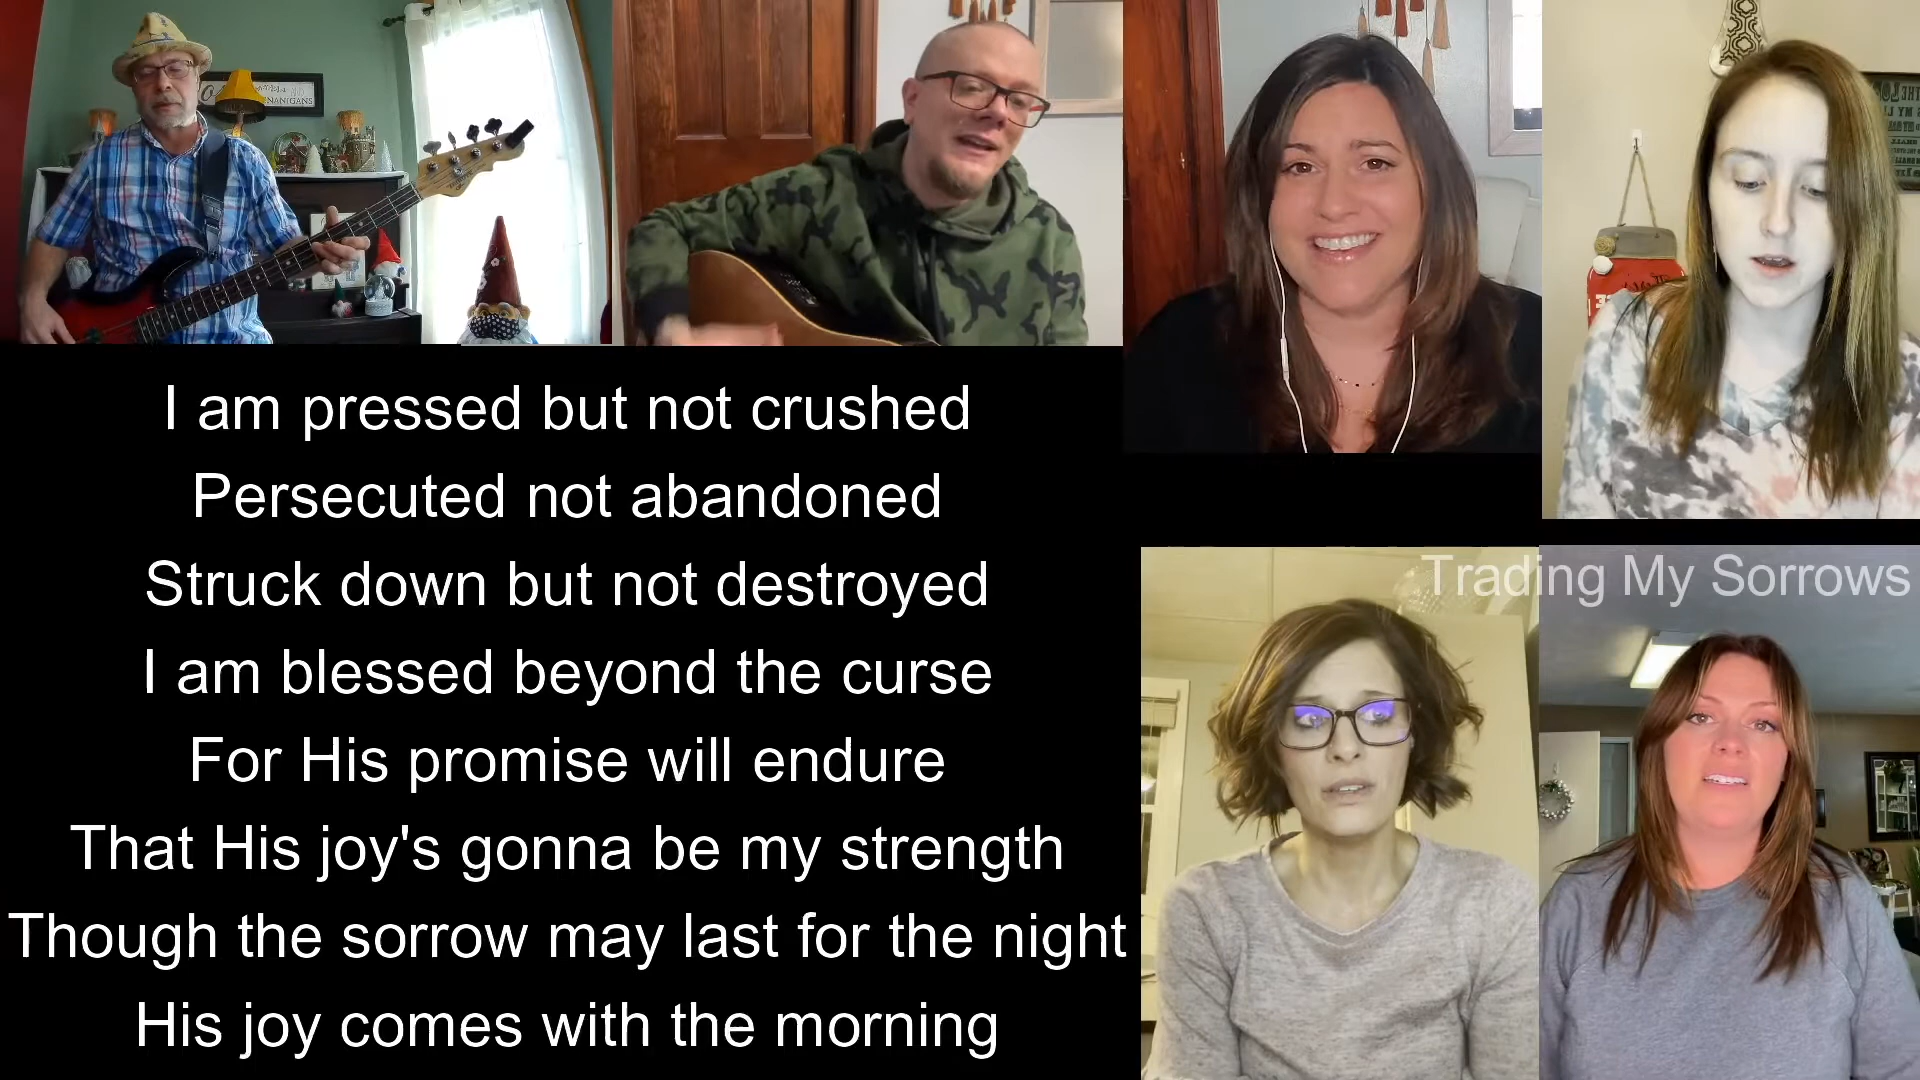 NANIGANS
I am pressed but not crushed
Persecuted not abandoned
Struck down but not destroyed
I am blessed beyond the curse
For His promise will endure
That His joy's gonna be my strength
Though the sorrow may last for the night
His joy comes with the morning
Trading My Sorrows